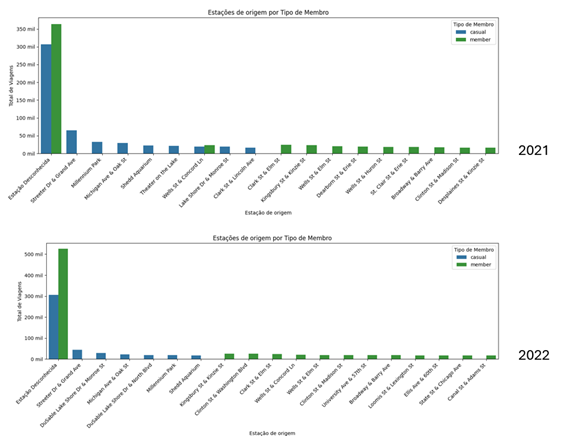 Estações de origem por Tipo de Membro
Tipo de Membro
casual
member
350 mil
300 mil
250 mil
200 mil
150 mil
100 mil
50 mil
0 mil
Total de Viagens
Estação Desconhecida
Streeter Dr & Grand Ave
Millennium Park
Michigan Ave & Oak St
Shedd Aquarium
Theater on the Lake
Wells St & Concord Ln
Lake Shore Dr & Monroe St
Clark St & Lincoln Ave
Clark St & Elm St
Kingsbury St & Kinzie St
Wells St & Elm St
Dearborn St & Erie St
Wells St & Huron St
St. Clair St & Erie St
Broadway & Barry Ave
Clinton St & Madison St
Desplaines St & Kinzie St
Estação de origem
2021
Estações de origem por Tipo de Membro
Tipo de Membro
casual
member
500 mil
400 mil
300 mil
200 mil
100 mil
0 mil
Total de Viagens
Estação Desconhecida
Streeter Dr & Grand Ave
DuSable Lake Shore Dr & Monroe St
Michigan Ave & Oak St
DuSable Lake Shore Dr & North Blvd
Millennium Park
Shedd Aquarium
Kingsbury St & Kinzie St
Clinton St & Washington Blvd
Clark St & Elm St
Wells St & Concord Ln
Wells St & Elm St
Clinton St & Madison St
University Ave & 57th St
Broadway & Barry Ave
Loomis St & Lexington St
Ellis Ave & 60th St
State St & Chicago Ave
Canal St & Adams St
Estação de origem
2022